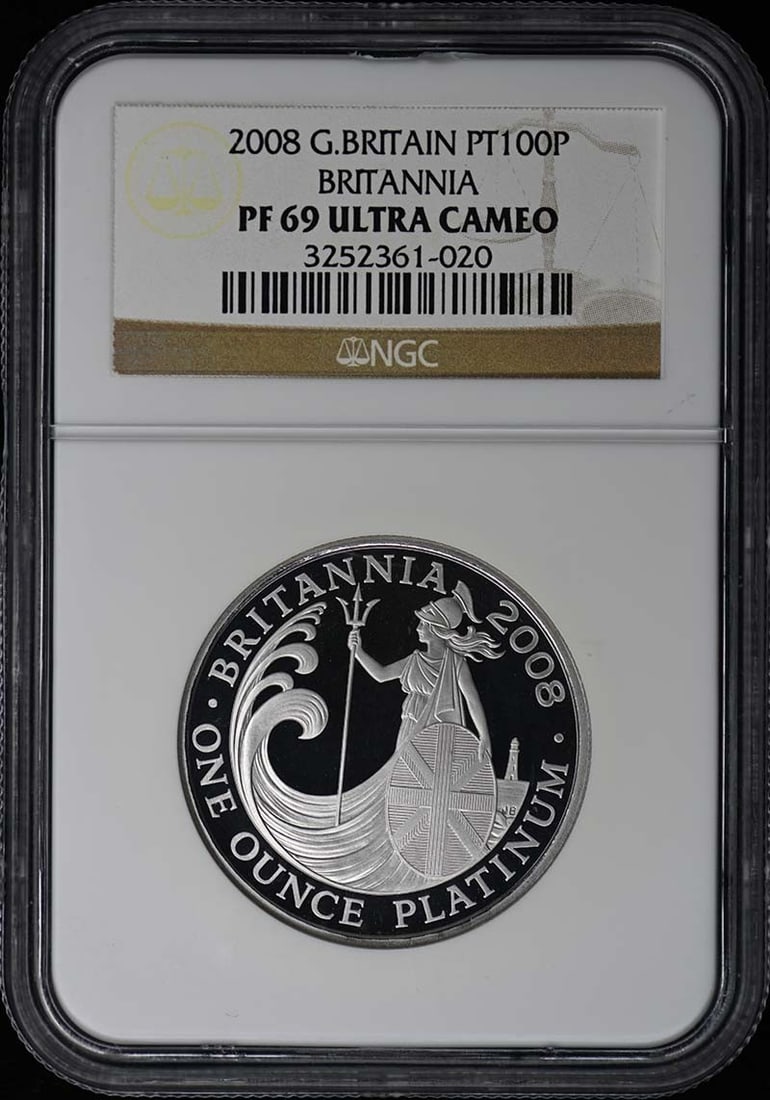 2008 G.BRITAIN PT100P
BRITANNIA
PF 69 ULTRA CAMEO
3252361-020
NGC
· BRITANNIA 2008 ·
ONE OUNCE PLATINUM